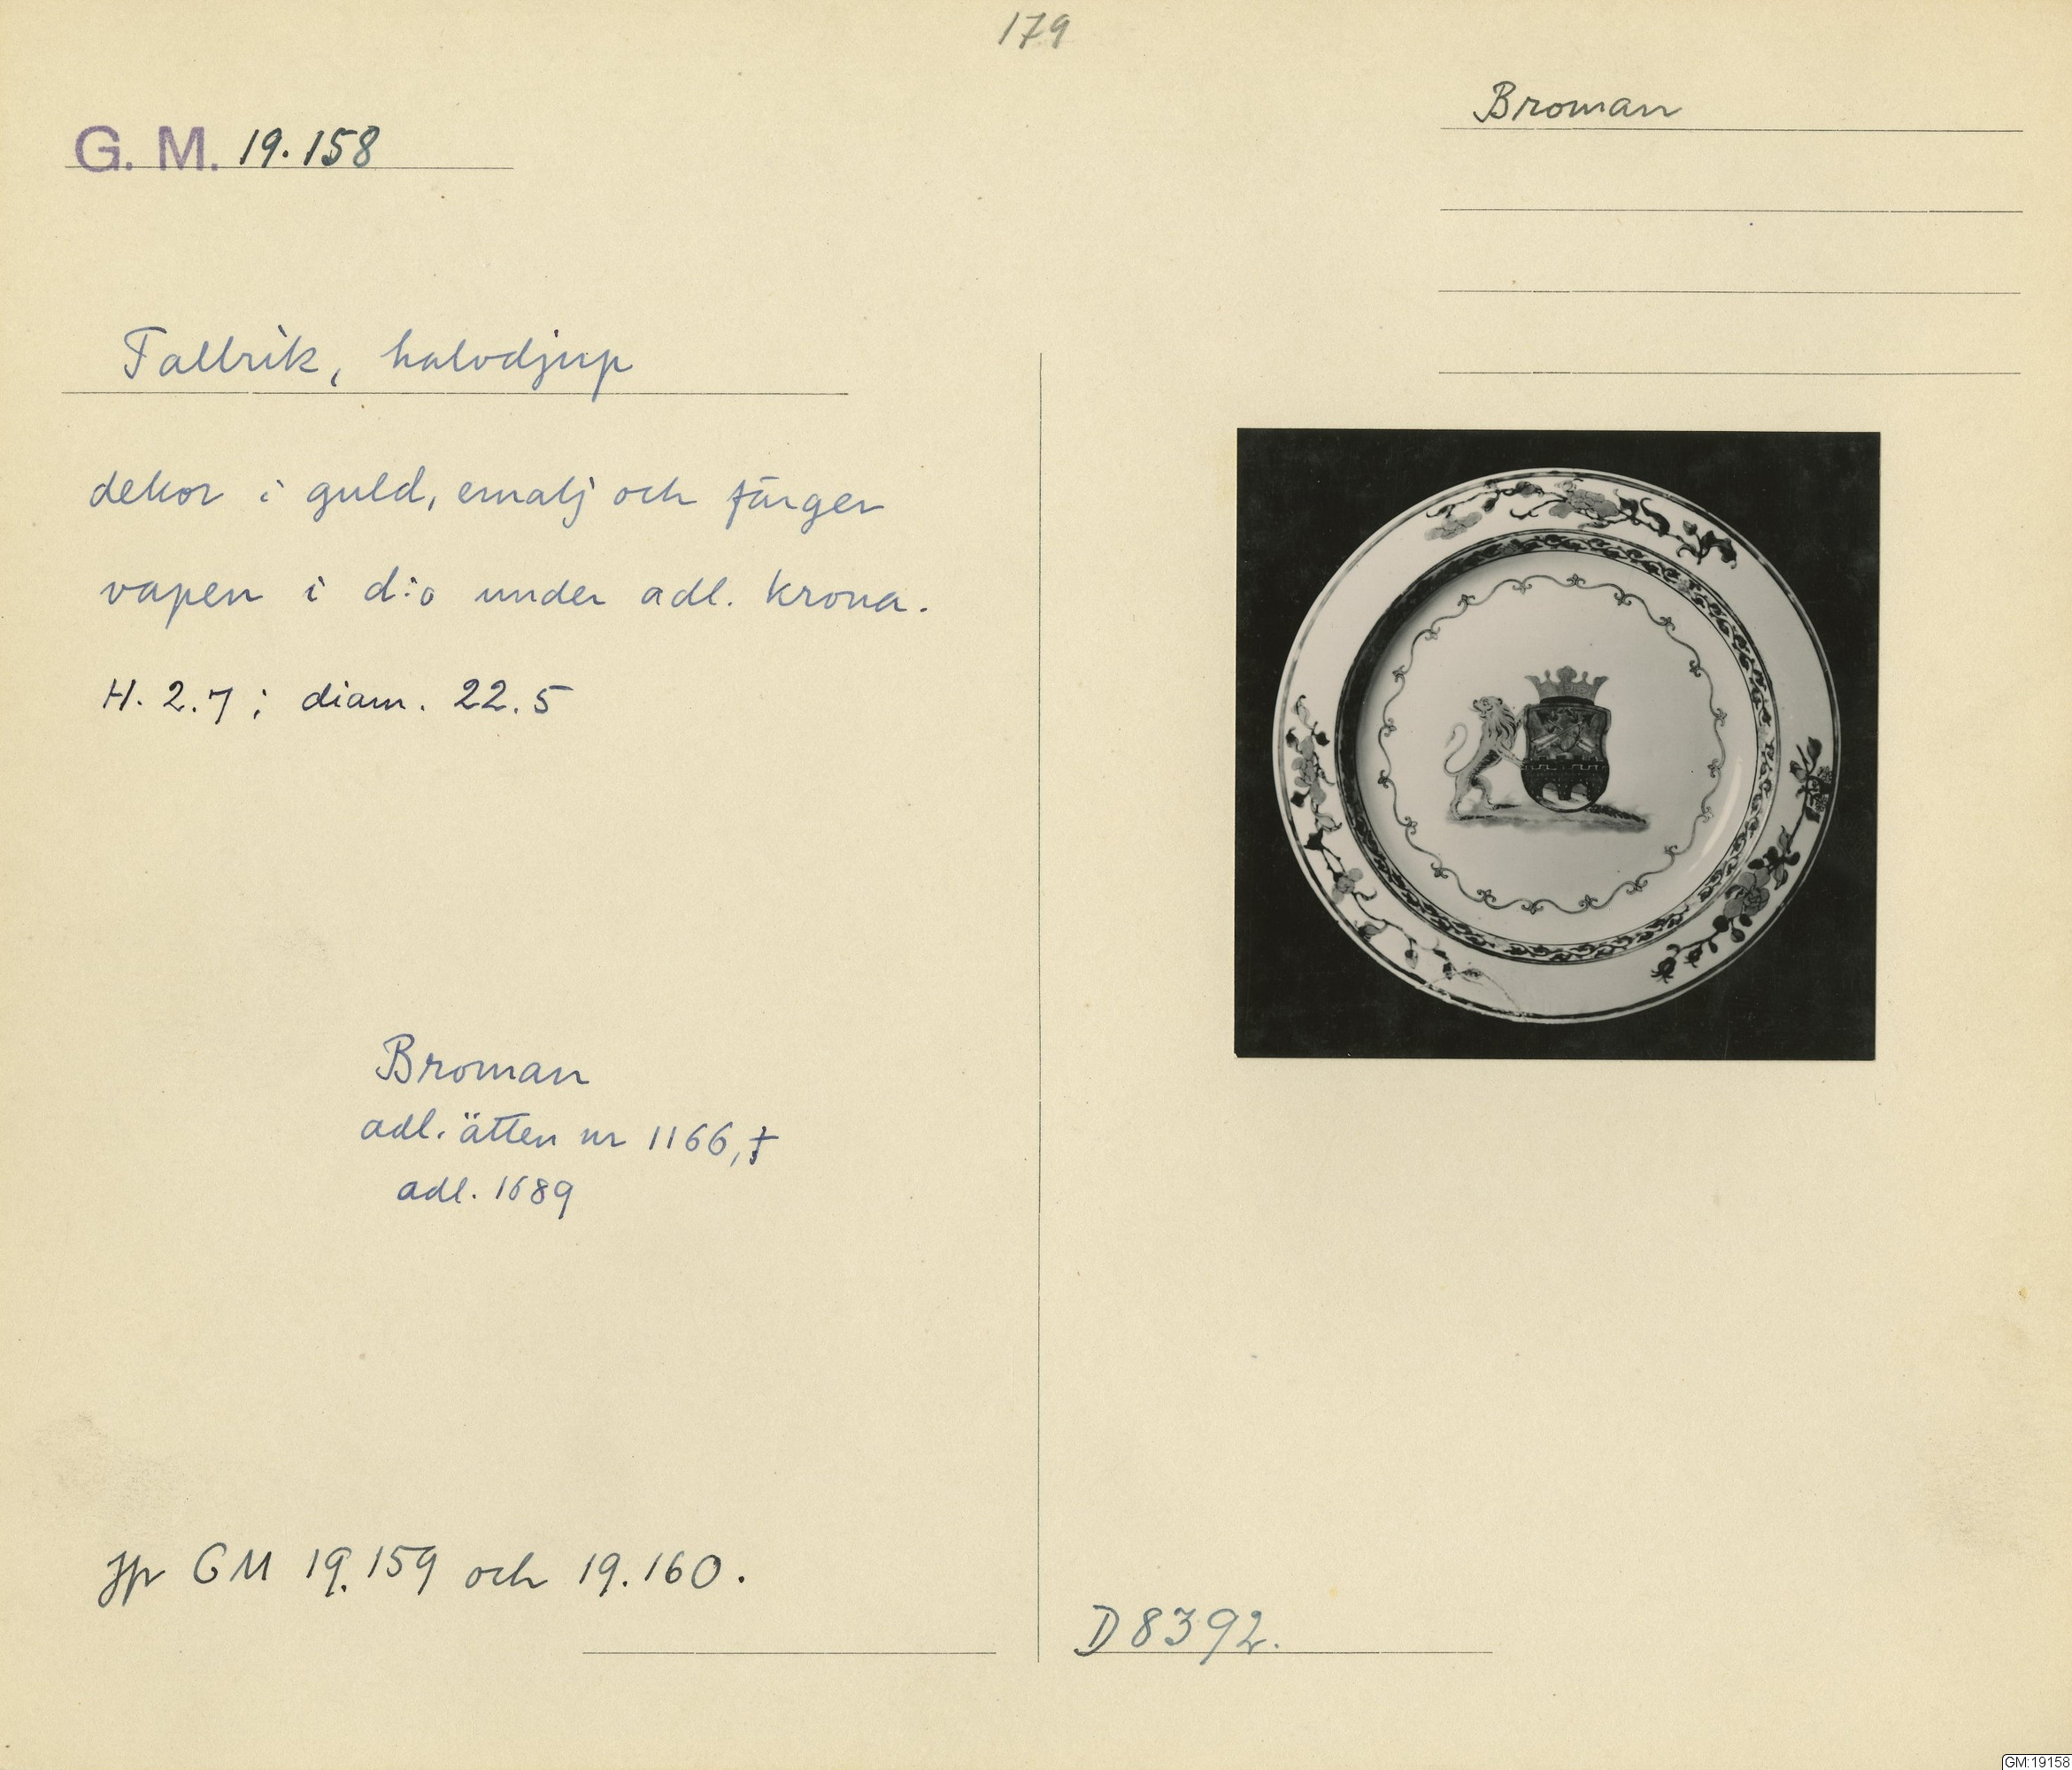 179
Broman
G. M. 19.158
Tallrik, halvdjup
dekor i guld, emalj och färger
vapen i d:o under adl. krona.
H. 2.7; diam. 22.5
Broman
adl. ätten nr 1166, †
adl. 1689
Jfr GM 19.159 och 19.160.
D 8392.
GM:19158